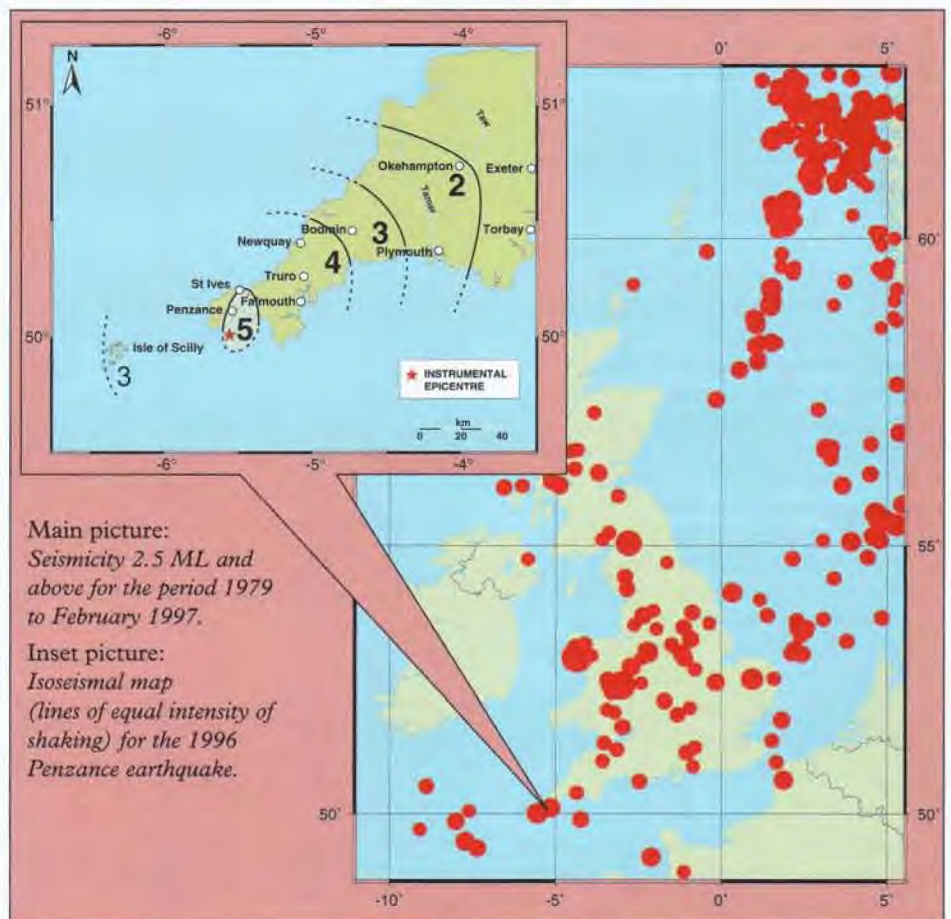 -6°
-5°
-4°
0°
5°
N
51°
51°
Taw
Okehampton
Exeter
2
Tamar
Bodmin
3
Torbay
Newquay
Plymouth
4
60°
St Ives
Truro
Penzance
Falmouth
5
50°
50°
Isle of Scilly
3
INSTRUMENTAL
EPICENTRE
km
0 20 40
-6°
-5°
-4°
Main picture:
Seismicity 2.5 ML and
above for the period 1979
to February 1997.
Inset picture:
Isoseismal map
(lines of equal intensity of
shaking) for the 1996
Penzance earthquake.
55°
55°
50°
50°
-10°
-5°
0°
5°